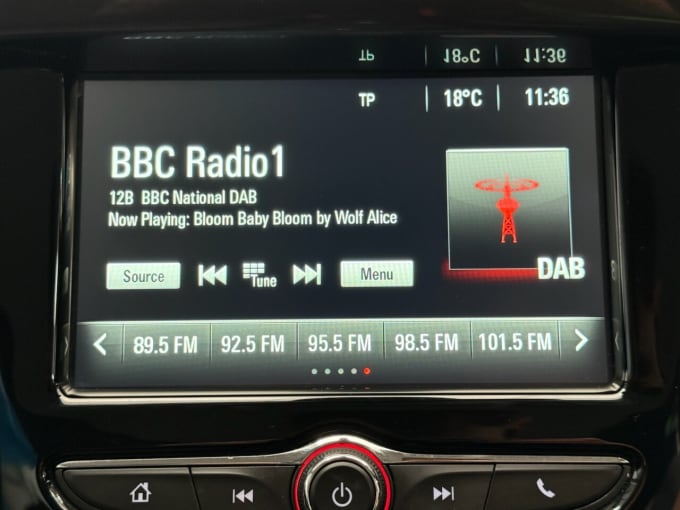 TP 18°C 11:36
BBC Radio1
12B BBC National DAB
Now Playing: Bloom Baby Bloom by Wolf Alice
DAB
Source Tune Menu
89.5 FM 92.5 FM 95.5 FM 98.5 FM 101.5 FM